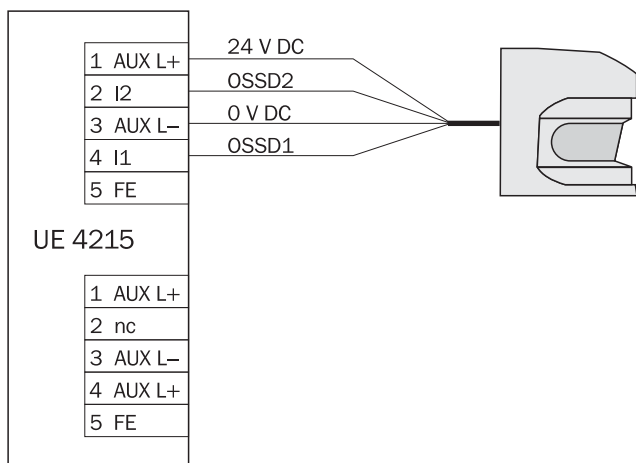 1 AUX L+ 24 V DC
2 I2 OSSD2
3 AUX L– 0 V DC
4 I1 OSSD1
5 FE
UE 4215
1 AUX L+
2 nc
3 AUX L–
4 AUX L+
5 FE